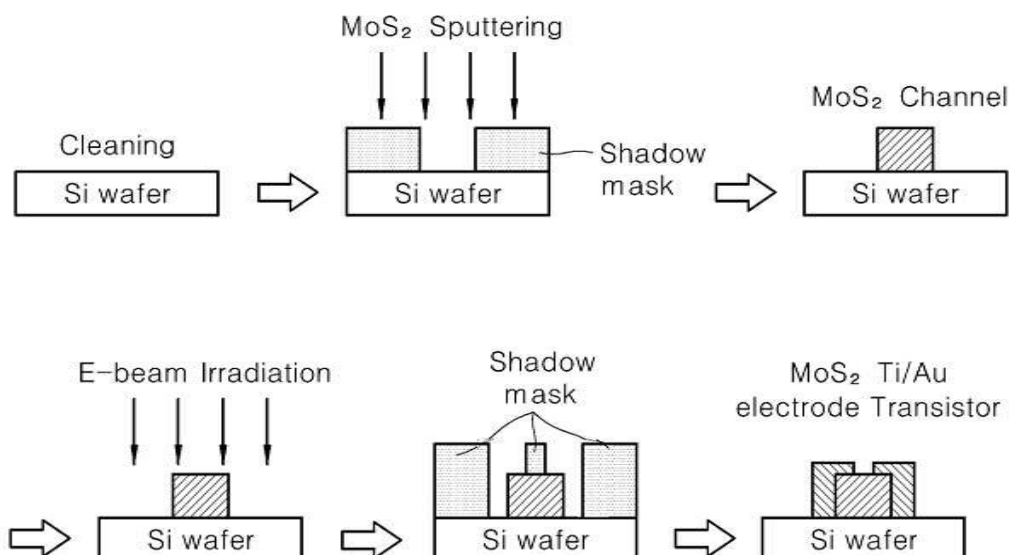 MoS₂ Sputtering
Cleaning
Si wafer
Si wafer
Shadow
mask
MoS₂ Channel
Si wafer
E-beam Irradiation
Si wafer
Shadow
mask
Si wafer
MoS₂ Ti/Au
electrode Transistor
Si wafer